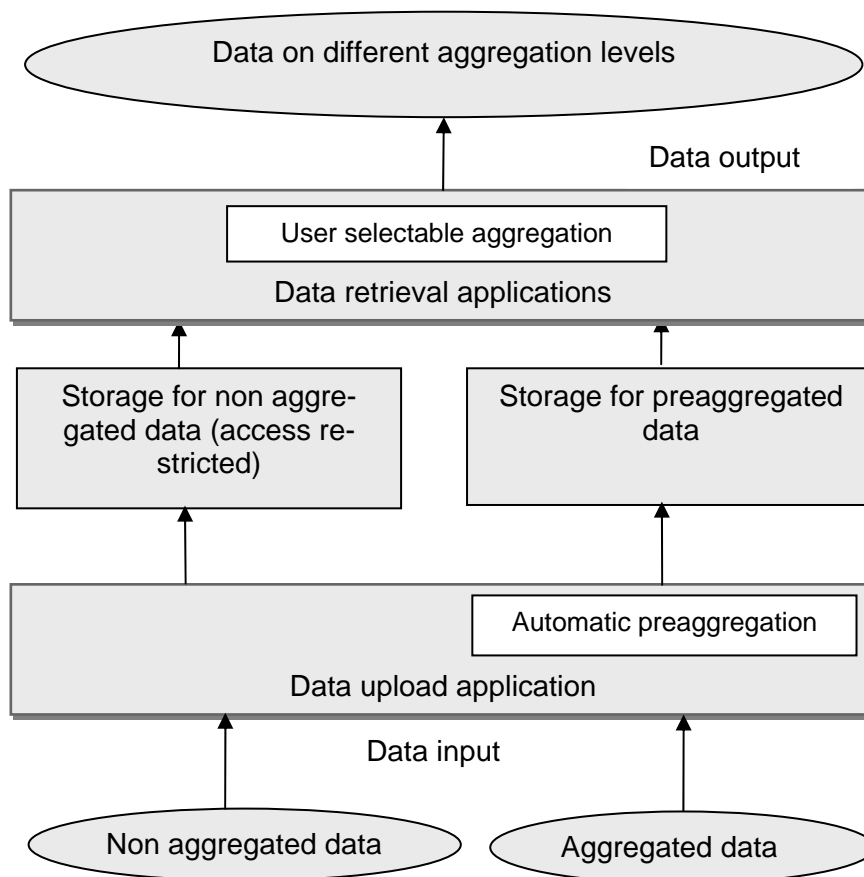 Data on different aggregation levels
Data output
User selectable aggregation
Data retrieval applications
Storage for non aggre-
gated data (access re-
stricted)
Storage for preaggregated
data
Automatic preaggregation
Data upload application
Data input
Non aggregated data
Aggregated data